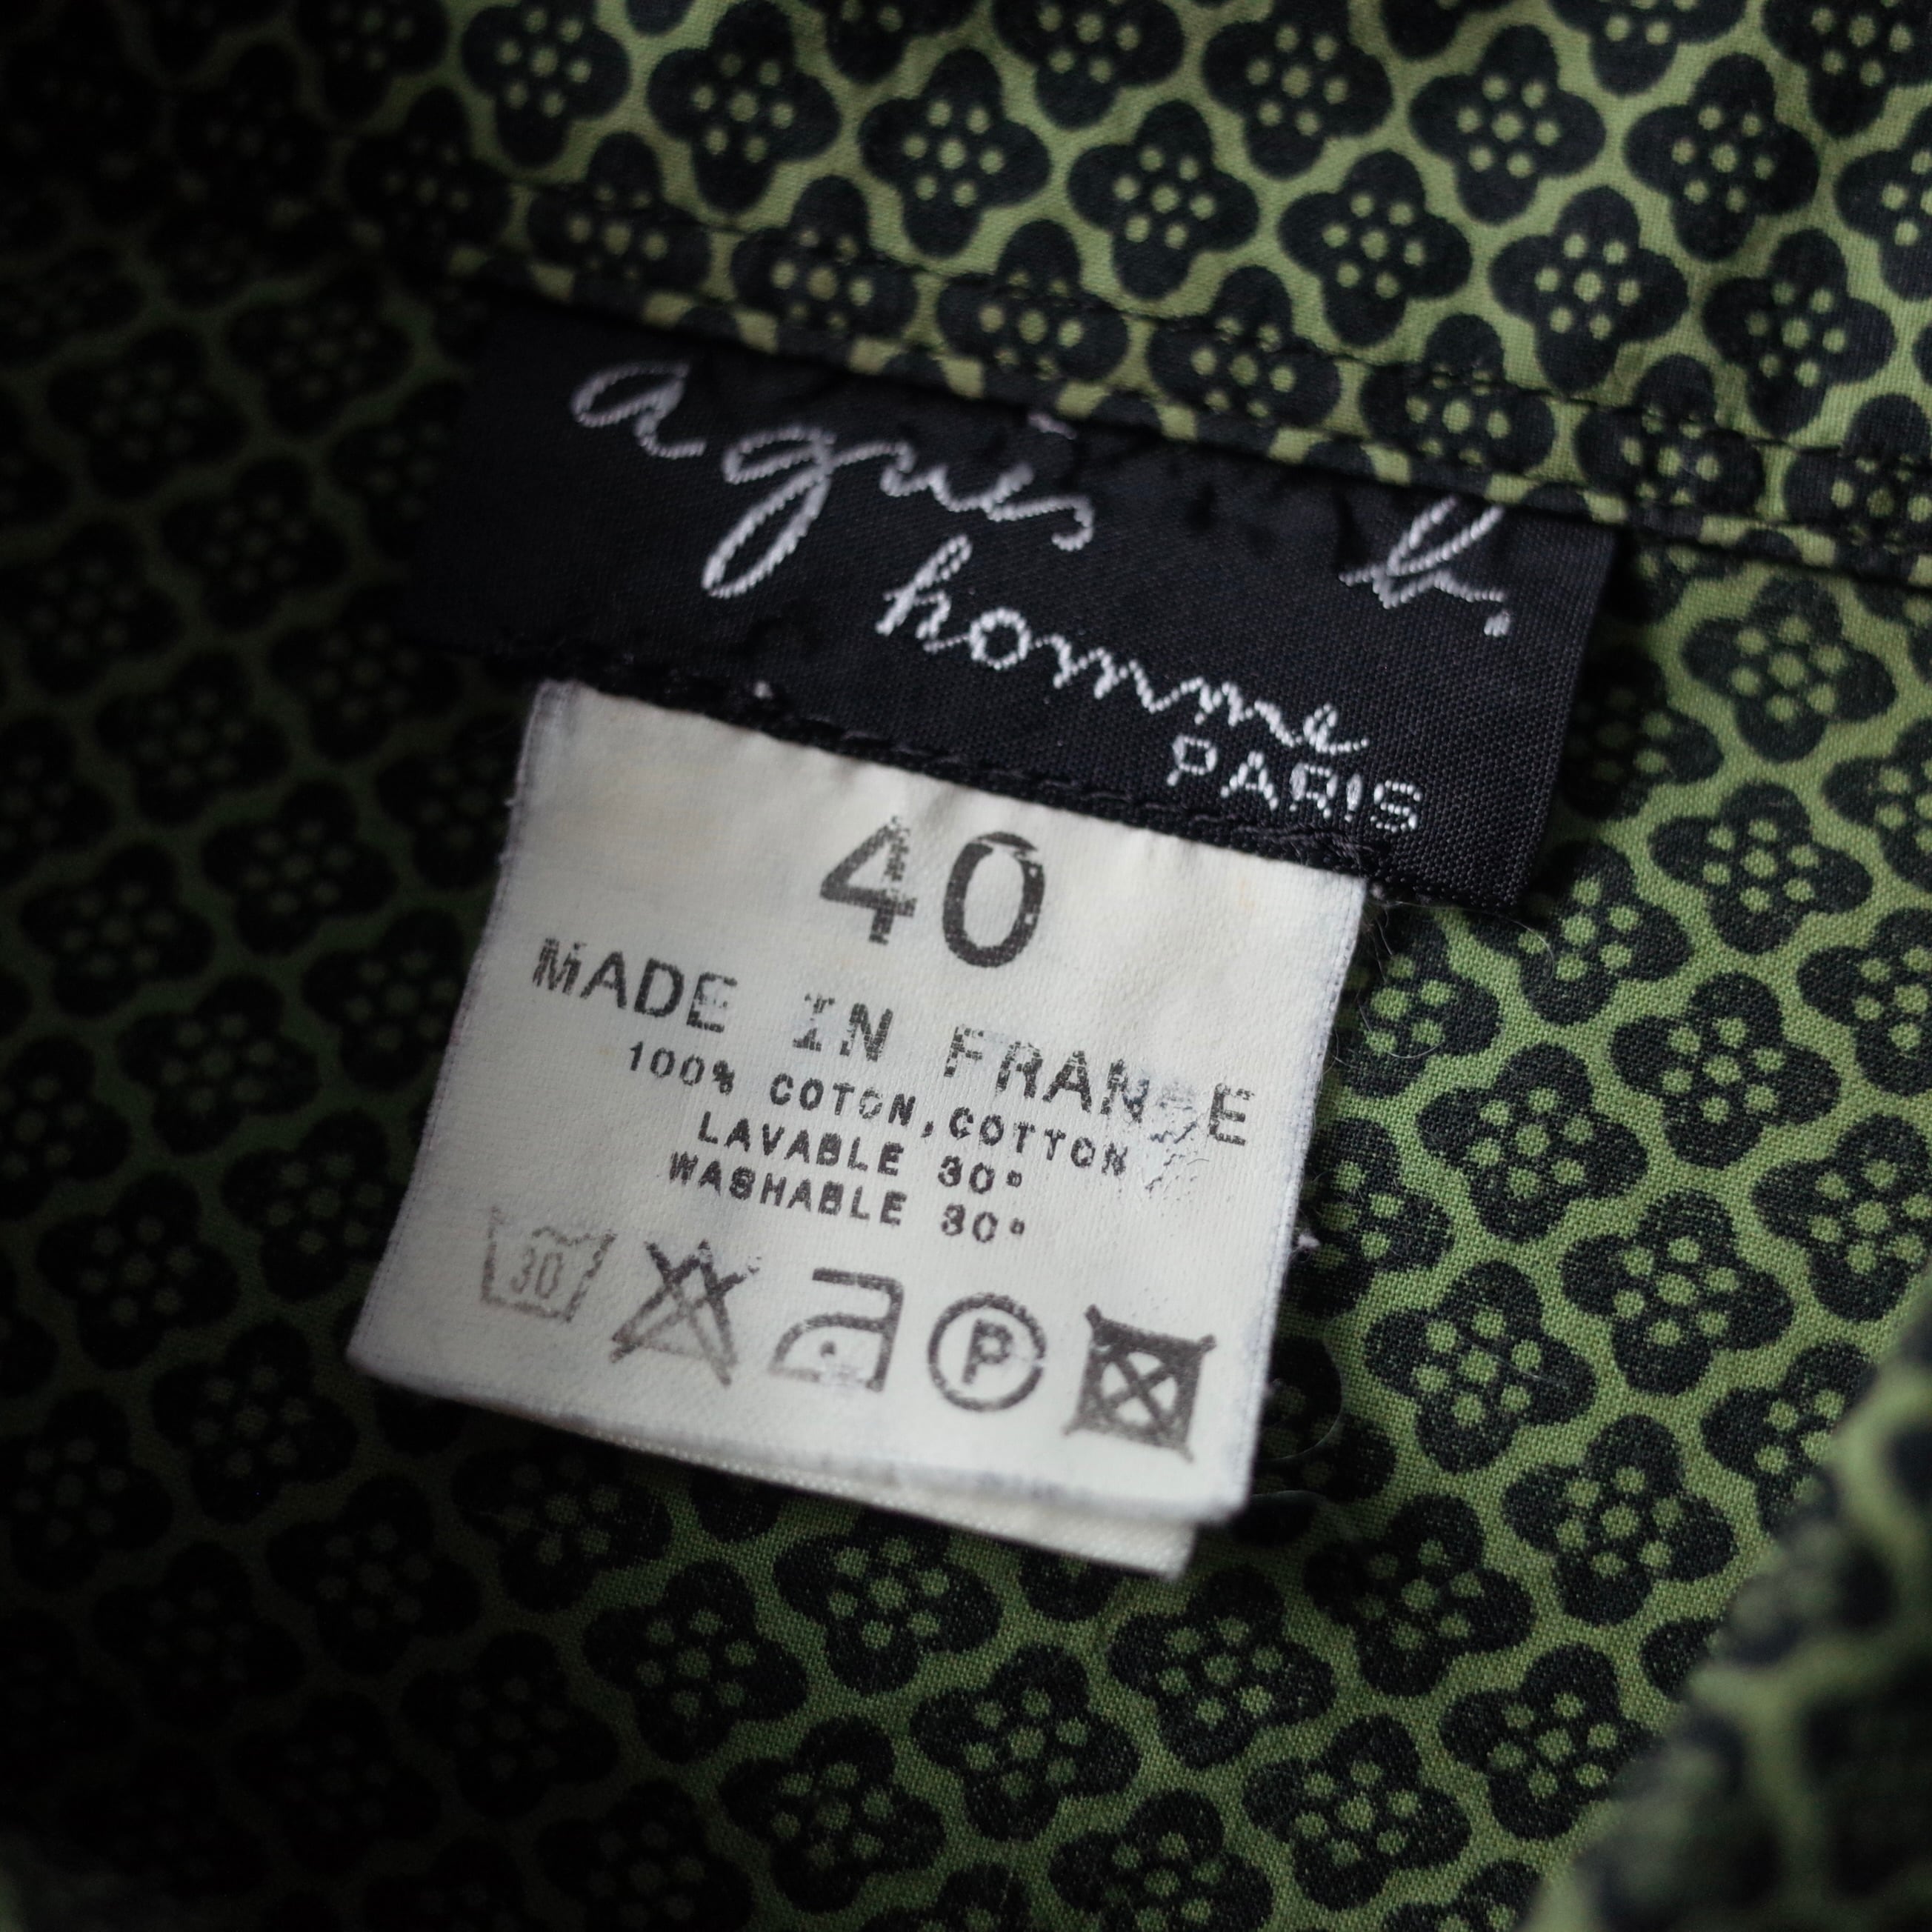 agnès b.
homme
PARIS
40
MADE IN FRANCE
100% COTON, COTTON
LAVABLE 30°
WASHABLE 30°
30 P